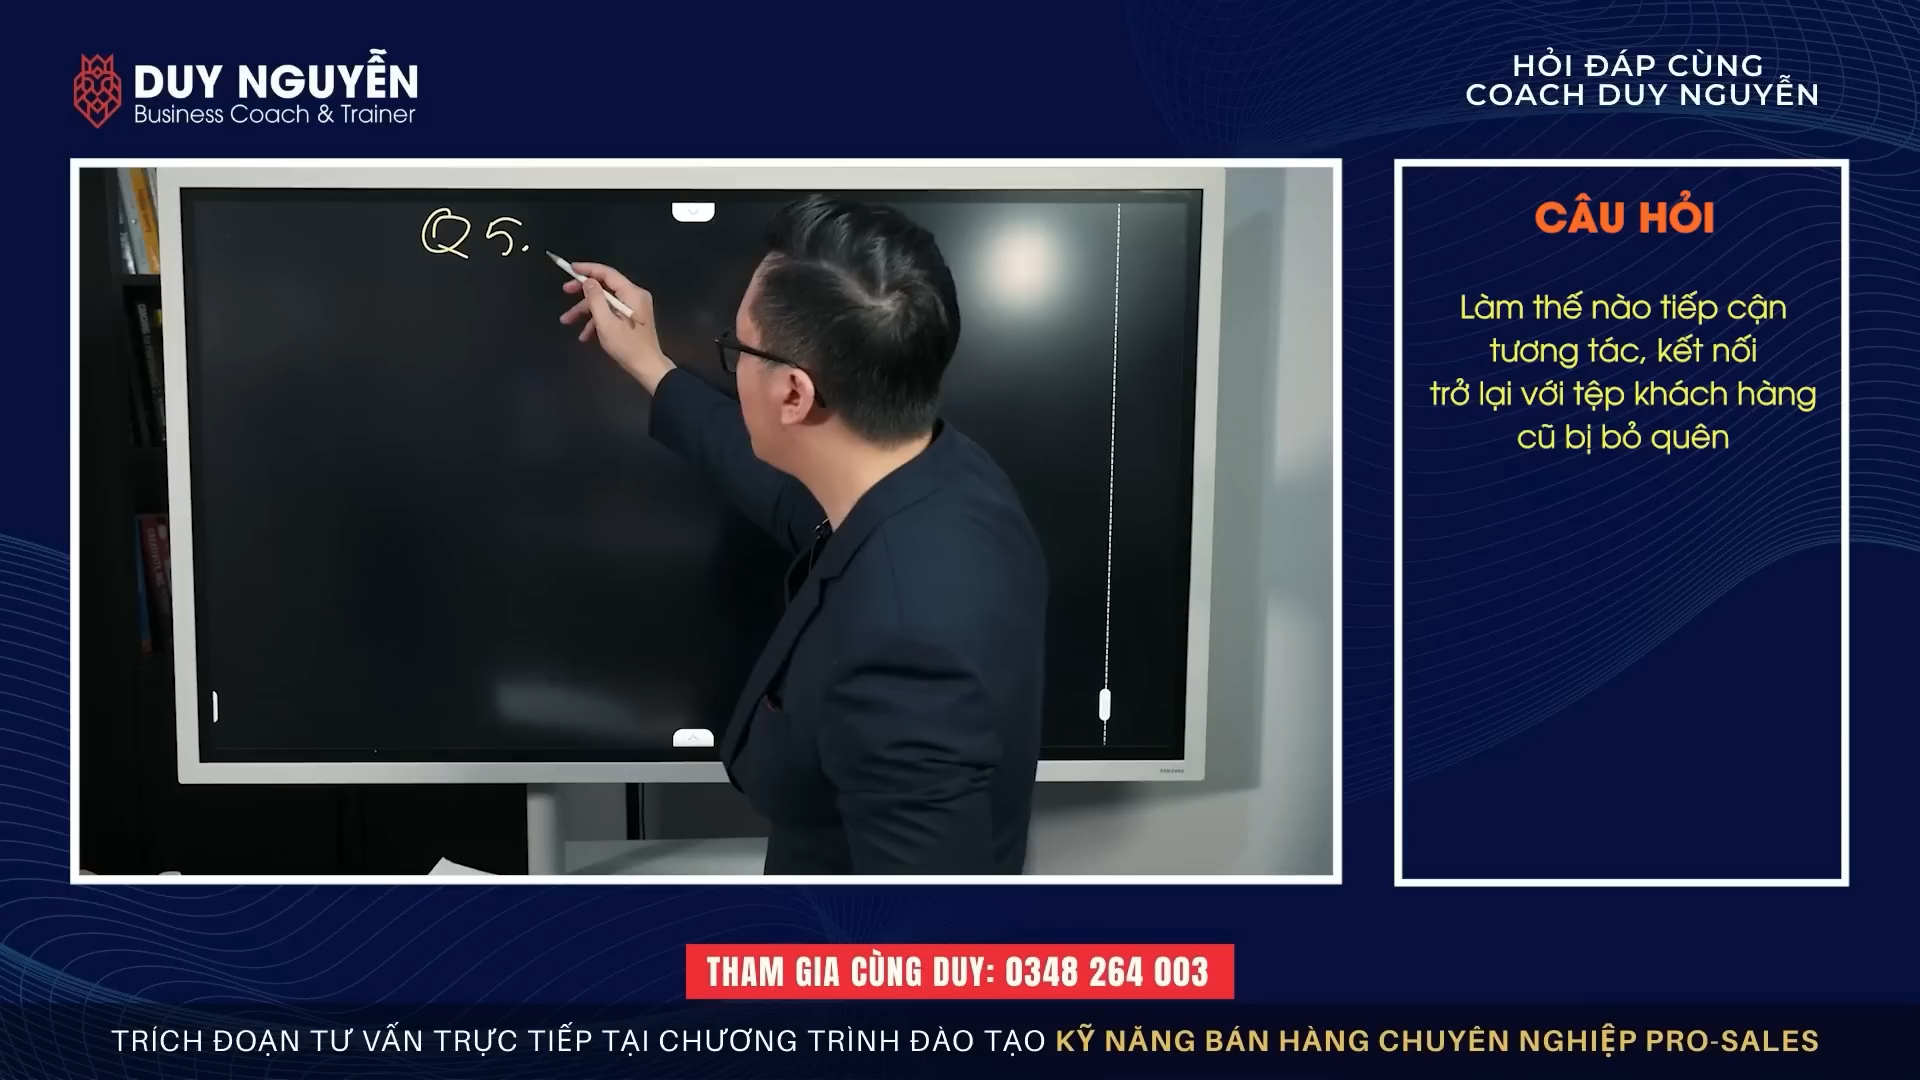 DUY NGUYỄN
Business Coach & Trainer
HỎI ĐÁP CÙNG
COACH DUY NGUYỄN
Q 5.
SAMSUNG
CÂU HỎI
Làm thế nào tiếp cận
tương tác, kết nối
trở lại với tệp khách hàng
cũ bị bỏ quên
THAM GIA CÙNG DUY: 0348 264 003
TRÍCH ĐOẠN TƯ VẤN TRỰC TIẾP TẠI CHƯƠNG TRÌNH ĐÀO TẠO KỸ NĂNG BÁN HÀNG CHUYÊN NGHIỆP PRO-SALES